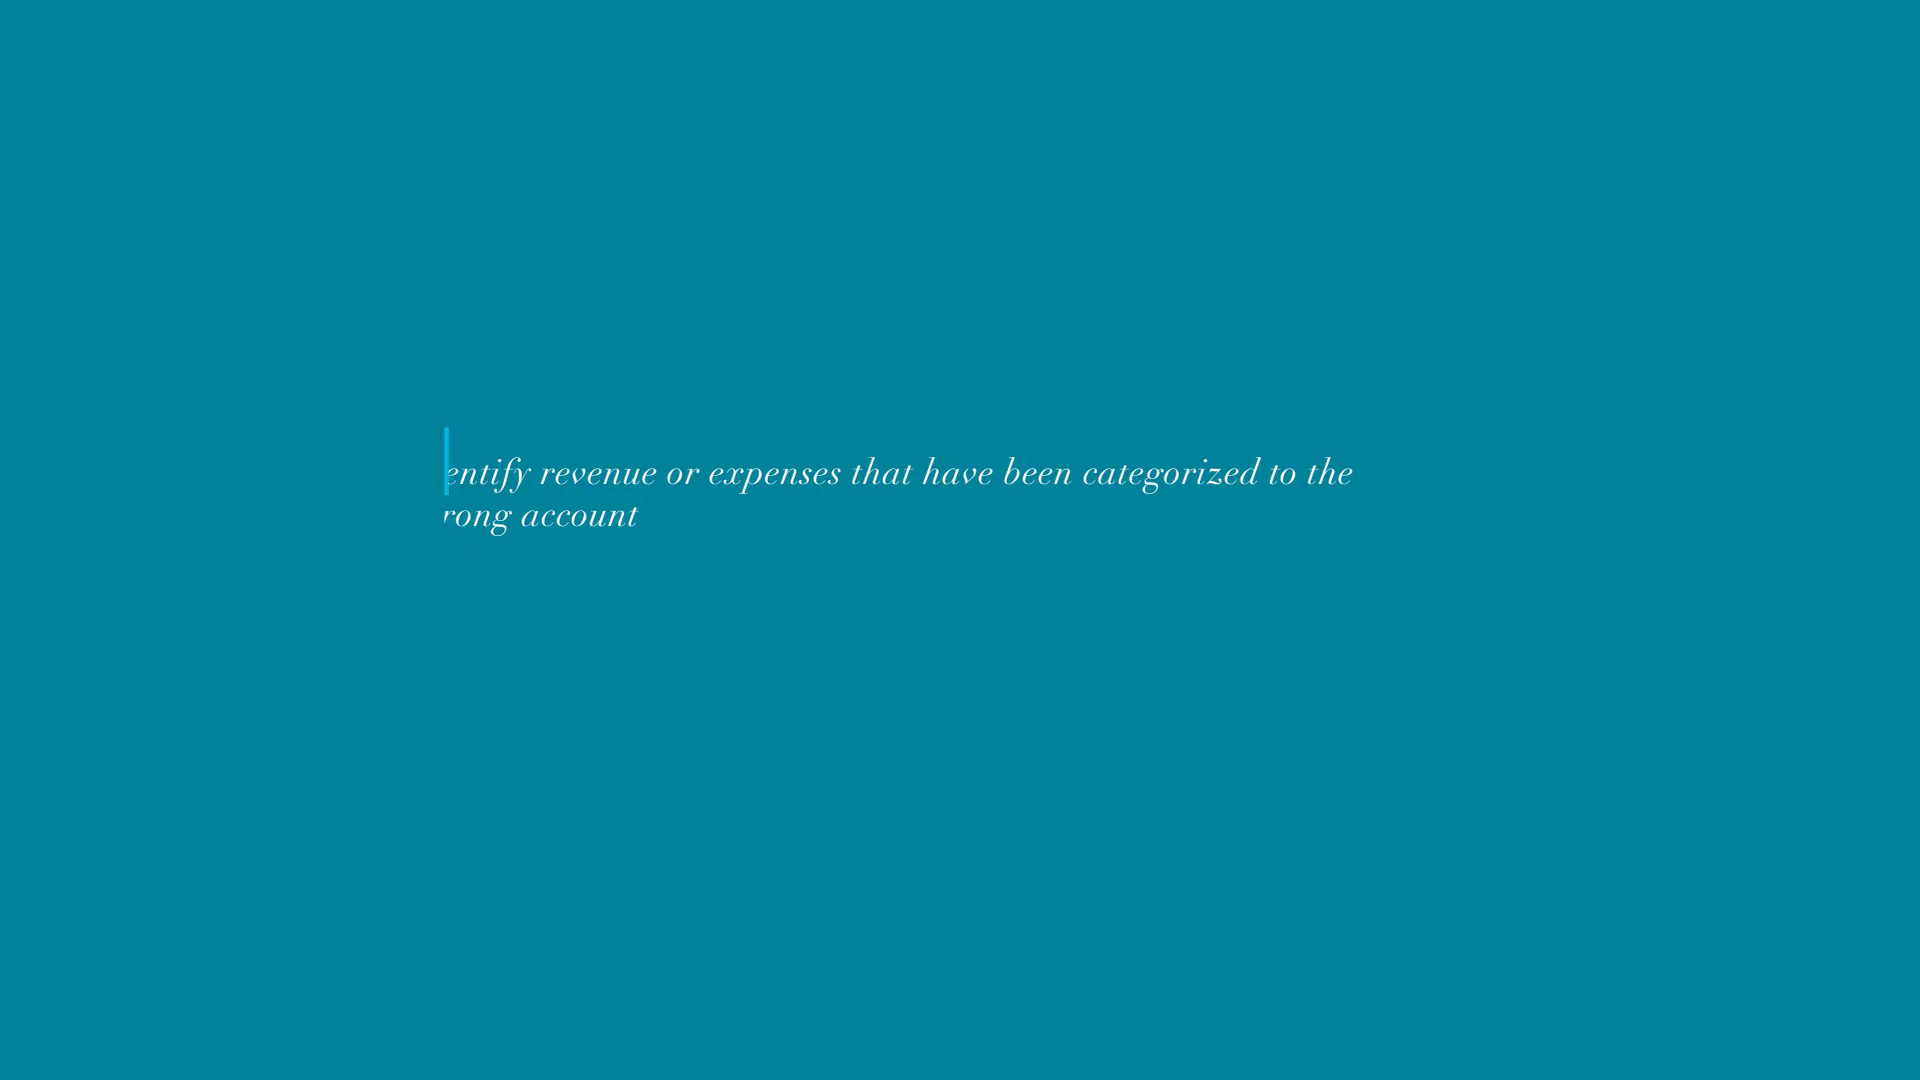 entify revenue or expenses that have been categorized to the
rong account